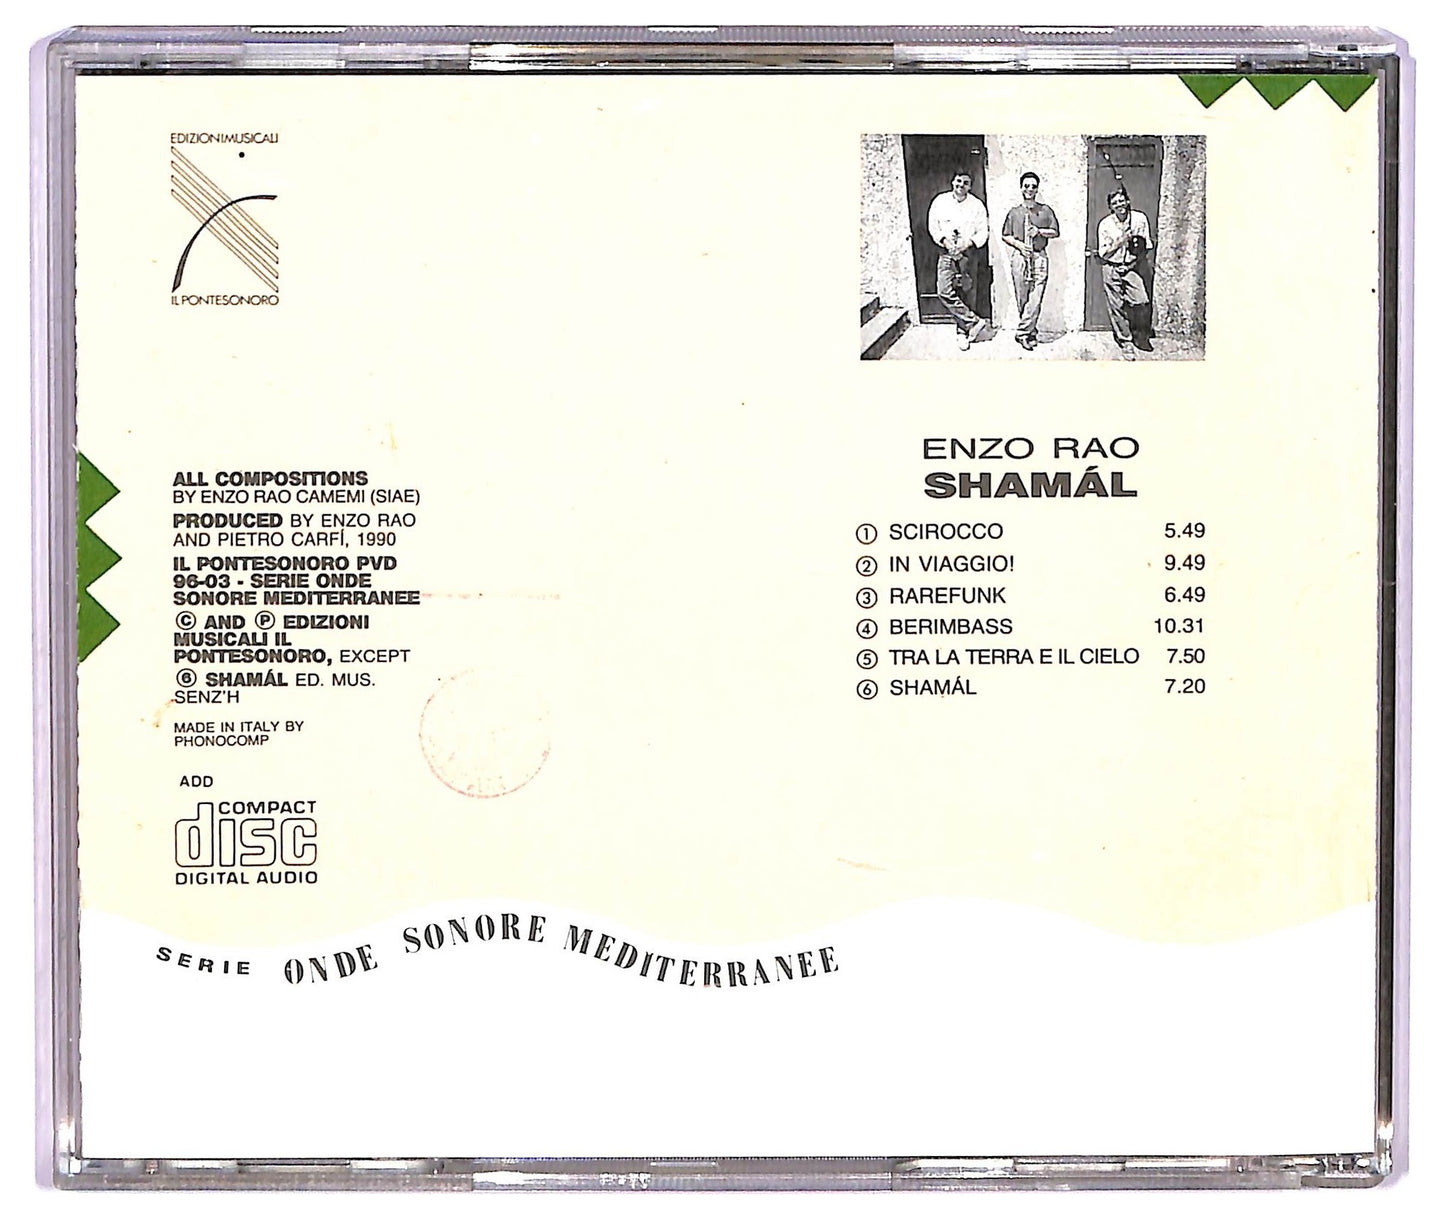 EDIZIONIMUSICALI
IL PONTESONORO
ALL COMPOSITIONS
BY ENZO RAO CAMEMI (SIAE)
PRODUCED BY ENZO RAO
AND PIETRO CARFÍ, 1990
IL PONTESONORO PVD
96-03 - SERIE ONDE
SONORE MEDITERRANEE
© AND ℗ EDIZIONI
MUSICALI IL
PONTESONORO, EXCEPT
⑥ SHAMÁL ED. MUS.
SENZ'H
MADE IN ITALY BY
PHONOCOMP
ADD
COMPACT
disc
DIGITAL AUDIO
ENZO RAO
SHAMÁL
① SCIROCCO 5.49
② IN VIAGGIO! 9.49
③ RAREFUNK 6.49
④ BERIMBASS 10.31
⑤ TRA LA TERRA E IL CIELO 7.50
⑥ SHAMÁL 7.20
SERIE ONDE SONORE MEDITERRANEE